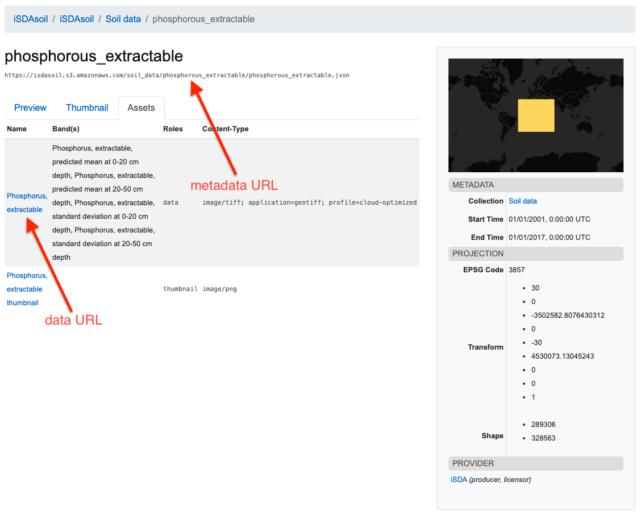 iSDAsoil / iSDAsoil / Soil data / phosphorous_extractable
phosphorous_extractable
https://isdasoil.s3.amazonaws.com/soil_data/phosphorous_extractable/phosphorous_extractable.json
Preview Thumbnail Assets
Name Band(s) Roles Content-Type
Phosphorus, extractable,
predicted mean at 0-20 cm
depth, Phosphorus, extractable,
predicted mean at 20-50 cm
depth, Phosphorus, extractable,
standard deviation at 0-20 cm
depth, Phosphorus, extractable,
standard deviation at 20-50 cm
depth
Phosphorus,
extractable
data image/tiff; application=geotiff; profile=cloud-optimized
metadata URL
Phosphorus,
extractable
thumbnail
thumbnail image/png
data URL
METADATA
Collection Soil data
Start Time 01/01/2001, 0:00:00 UTC
End Time 01/01/2017, 0:00:00 UTC
PROJECTION
EPSG Code 3857
Transform
• 30
• 0
• -3502582.8076430312
• 0
• -30
• 4530073.13045243
• 0
• 0
• 1
Shape
• 289306
• 328563
PROVIDER
iSDA (producer, licensor)